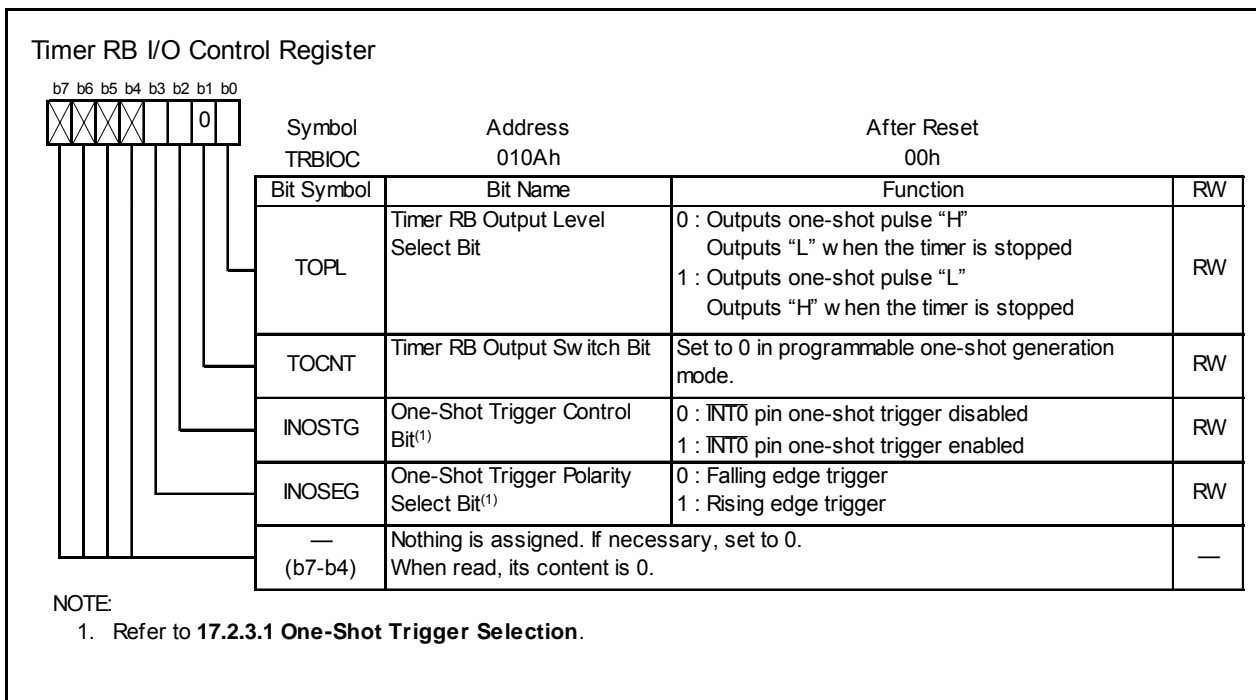 Timer RB I/O Control Register
b7 b6 b5 b4 b3 b2 b1 b0
0
Symbol Address After Reset
TRBIOC 010Ah 00h
Bit Symbol Bit Name Function RW
TOPL Timer RB Output Level 0 : Outputs one-shot pulse “H” RW
Select Bit Outputs “L” when the timer is stopped
1 : Outputs one-shot pulse “L”
Outputs “H” when the timer is stopped
TOCNT Timer RB Output Switch Bit Set to 0 in programmable one-shot generation RW
mode.
INOSTG One-Shot Trigger Control 0 : INT0 pin one-shot trigger disabled RW
Bit(1) 1 : INT0 pin one-shot trigger enabled
INOSEG One-Shot Trigger Polarity 0 : Falling edge trigger RW
Select Bit(1) 1 : Rising edge trigger
— Nothing is assigned. If necessary, set to 0. —
(b7-b4) When read, its content is 0.
NOTE:
1. Refer to 17.2.3.1 One-Shot Trigger Selection.